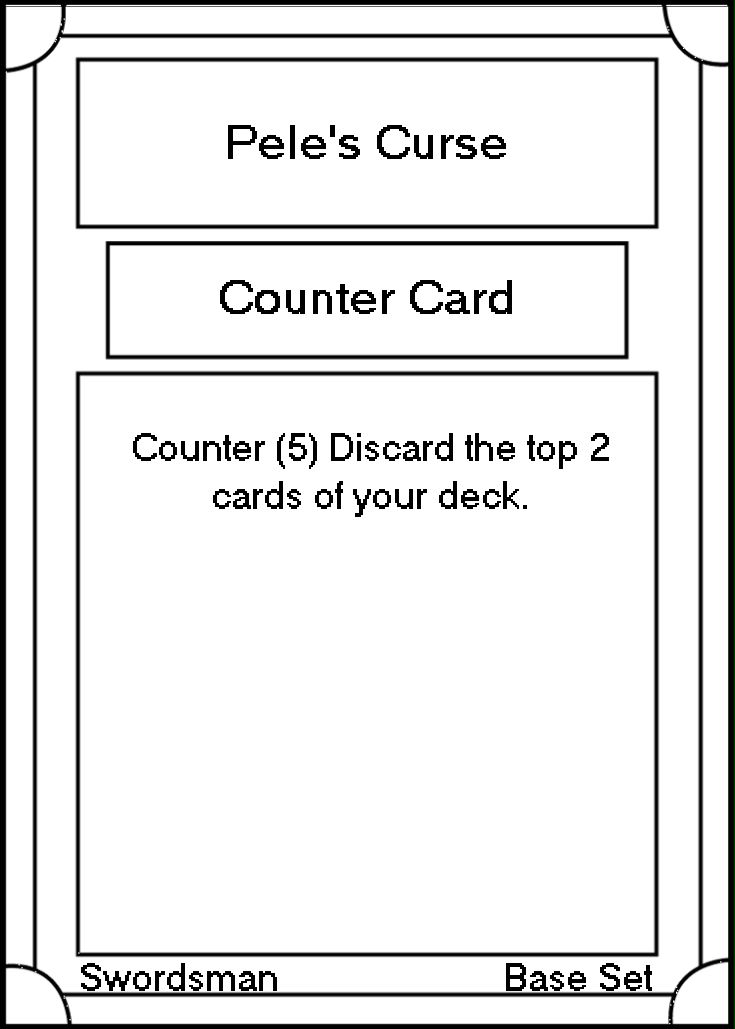 Pele's Curse
Counter Card
Counter (5) Discard the top 2
cards of your deck.
Swordsman
Base Set